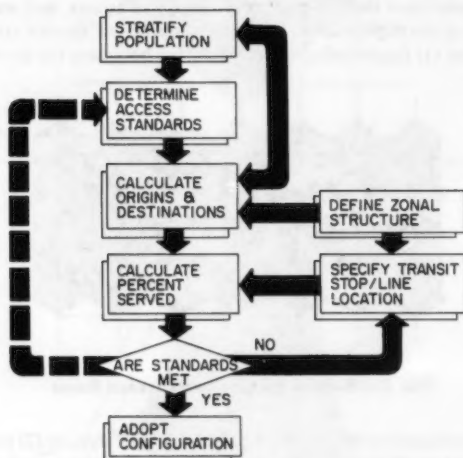 STRATIFY
POPULATION
DETERMINE
ACCESS
STANDARDS
CALCULATE
ORIGINS &
DESTINATIONS
DEFINE ZONAL
STRUCTURE
CALCULATE
PERCENT
SERVED
SPECIFY TRANSIT
STOP/LINE
LOCATION
ARE STANDARDS
MET
NO
YES
ADOPT
CONFIGURATION